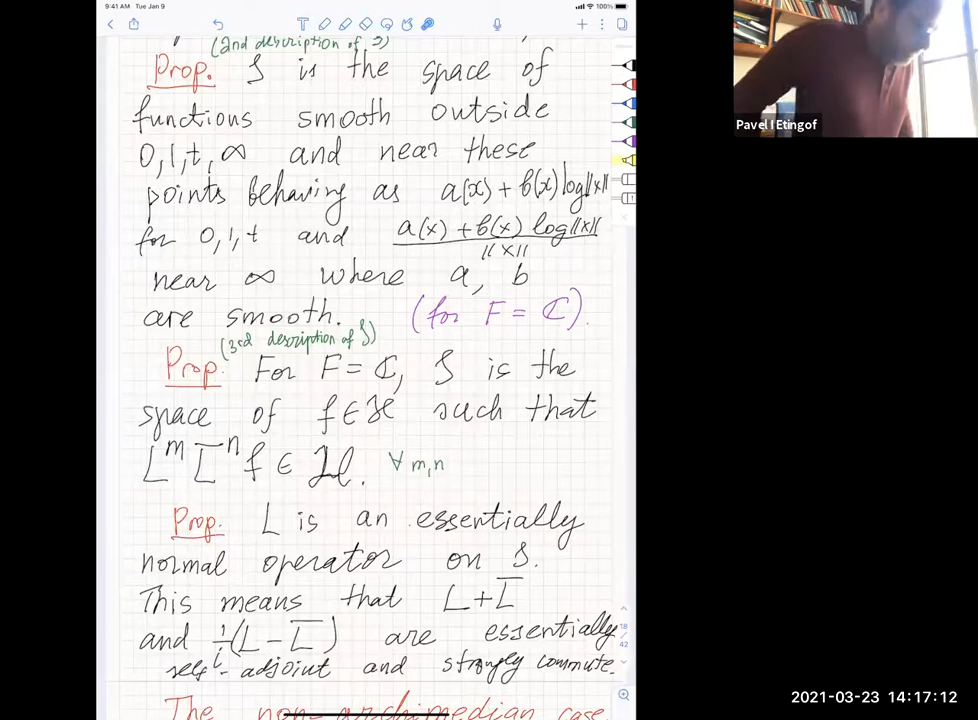 9:41 AM Tue Jan 9
100%
(2nd description of S)
Prop. S is the space of
functions smooth outside
0,1,t,∞ and near these
points behaving as a(x) + b(x) log||x||
for 0,1,t and a(x) + b(x) log||x|| / ||x||
near ∞ where a, b
are smooth. (for F = ℂ).
(3rd description of S)
Prop. For F = ℂ, S is the
space of f ∈ ℋ such that
L^m L̅^n f ∈ ℋ. ∀ m,n
Prop. L is an essentially
normal operator on S.
This means that L + L̅
and 1/i (L - L̅) are essentially
self-adjoint and strongly commute.
The non-archimedian case
18
42
Pavel I Etingof
2021-03-23 14:17:12